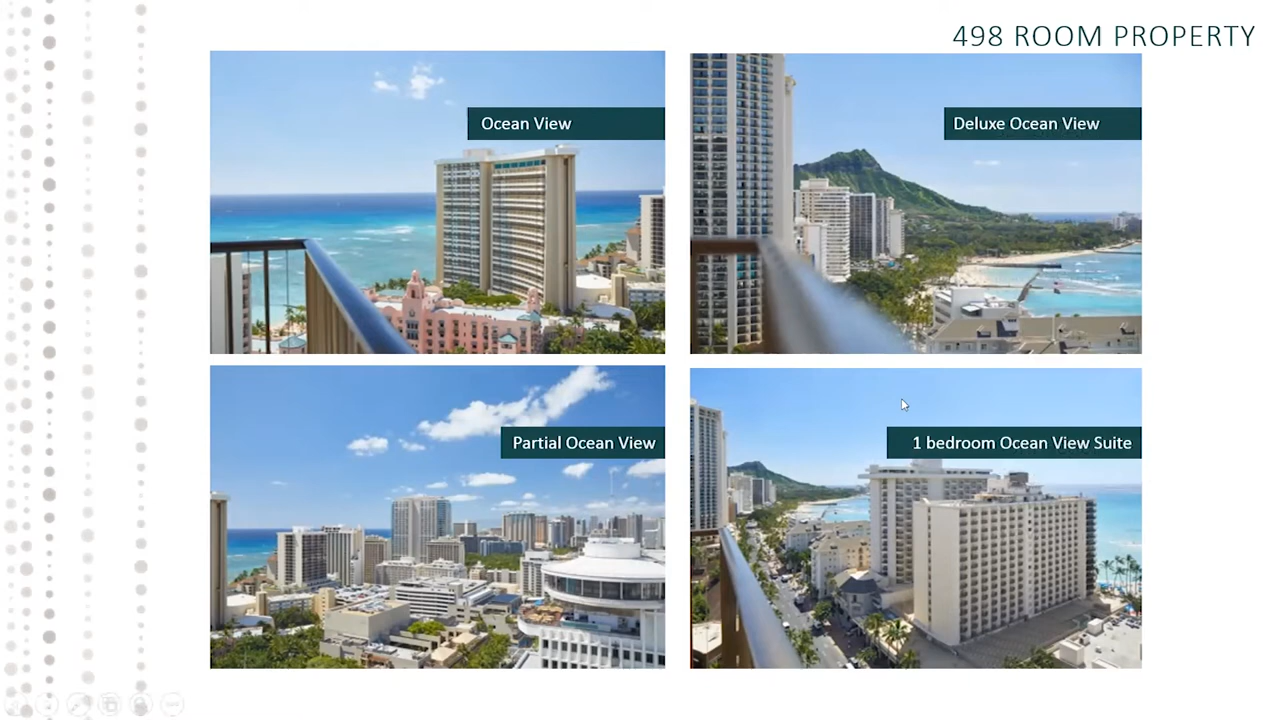 498 ROOM PROPERTY
Ocean View
Deluxe Ocean View
Partial Ocean View
1 bedroom Ocean View Suite